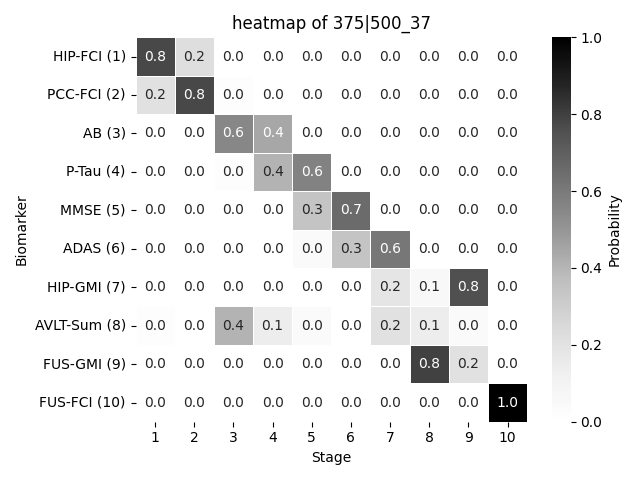 heatmap of 375|500_37
HIP-FCI (1) 0.8 0.2 0.0 0.0 0.0 0.0 0.0 0.0 0.0 0.0
PCC-FCI (2) 0.2 0.8 0.0 0.0 0.0 0.0 0.0 0.0 0.0 0.0
AB (3) 0.0 0.0 0.6 0.4 0.0 0.0 0.0 0.0 0.0 0.0
P-Tau (4) 0.0 0.0 0.0 0.4 0.6 0.0 0.0 0.0 0.0 0.0
MMSE (5) 0.0 0.0 0.0 0.0 0.3 0.7 0.0 0.0 0.0 0.0
ADAS (6) 0.0 0.0 0.0 0.0 0.0 0.3 0.6 0.0 0.0 0.0
HIP-GMI (7) 0.0 0.0 0.0 0.0 0.0 0.0 0.2 0.1 0.8 0.0
AVLT-Sum (8) 0.0 0.0 0.4 0.1 0.0 0.0 0.2 0.1 0.0 0.0
FUS-GMI (9) 0.0 0.0 0.0 0.0 0.0 0.0 0.0 0.8 0.2 0.0
FUS-FCI (10) 0.0 0.0 0.0 0.0 0.0 0.0 0.0 0.0 0.0 1.0
1 2 3 4 5 6 7 8 9 10
Stage
Biomarker
1.0
0.8
0.6
0.4
0.2
0.0
Probability